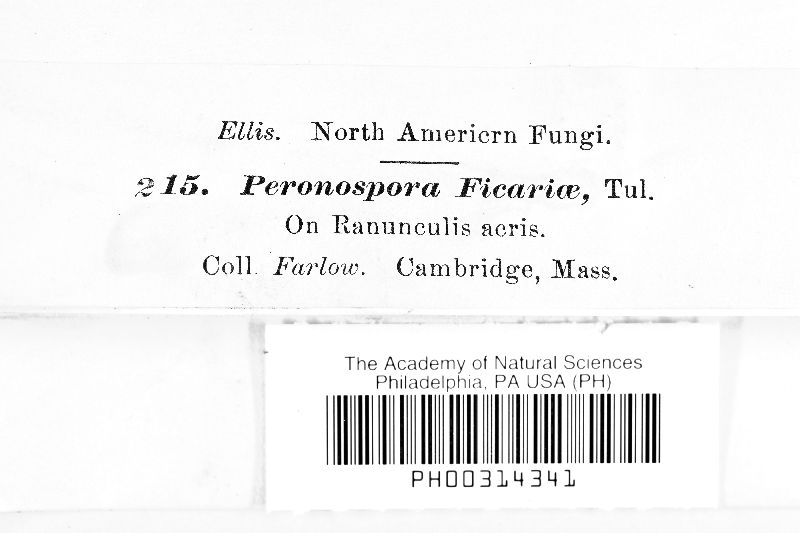 Ellis. North Americrn Fungi.
215. Peronospora Ficariæ, Tul.
On Ranunculis acris.
Coll. Farlow. Cambridge, Mass.
The Academy of Natural Sciences
Philadelphia, PA USA (PH)
PH00314341